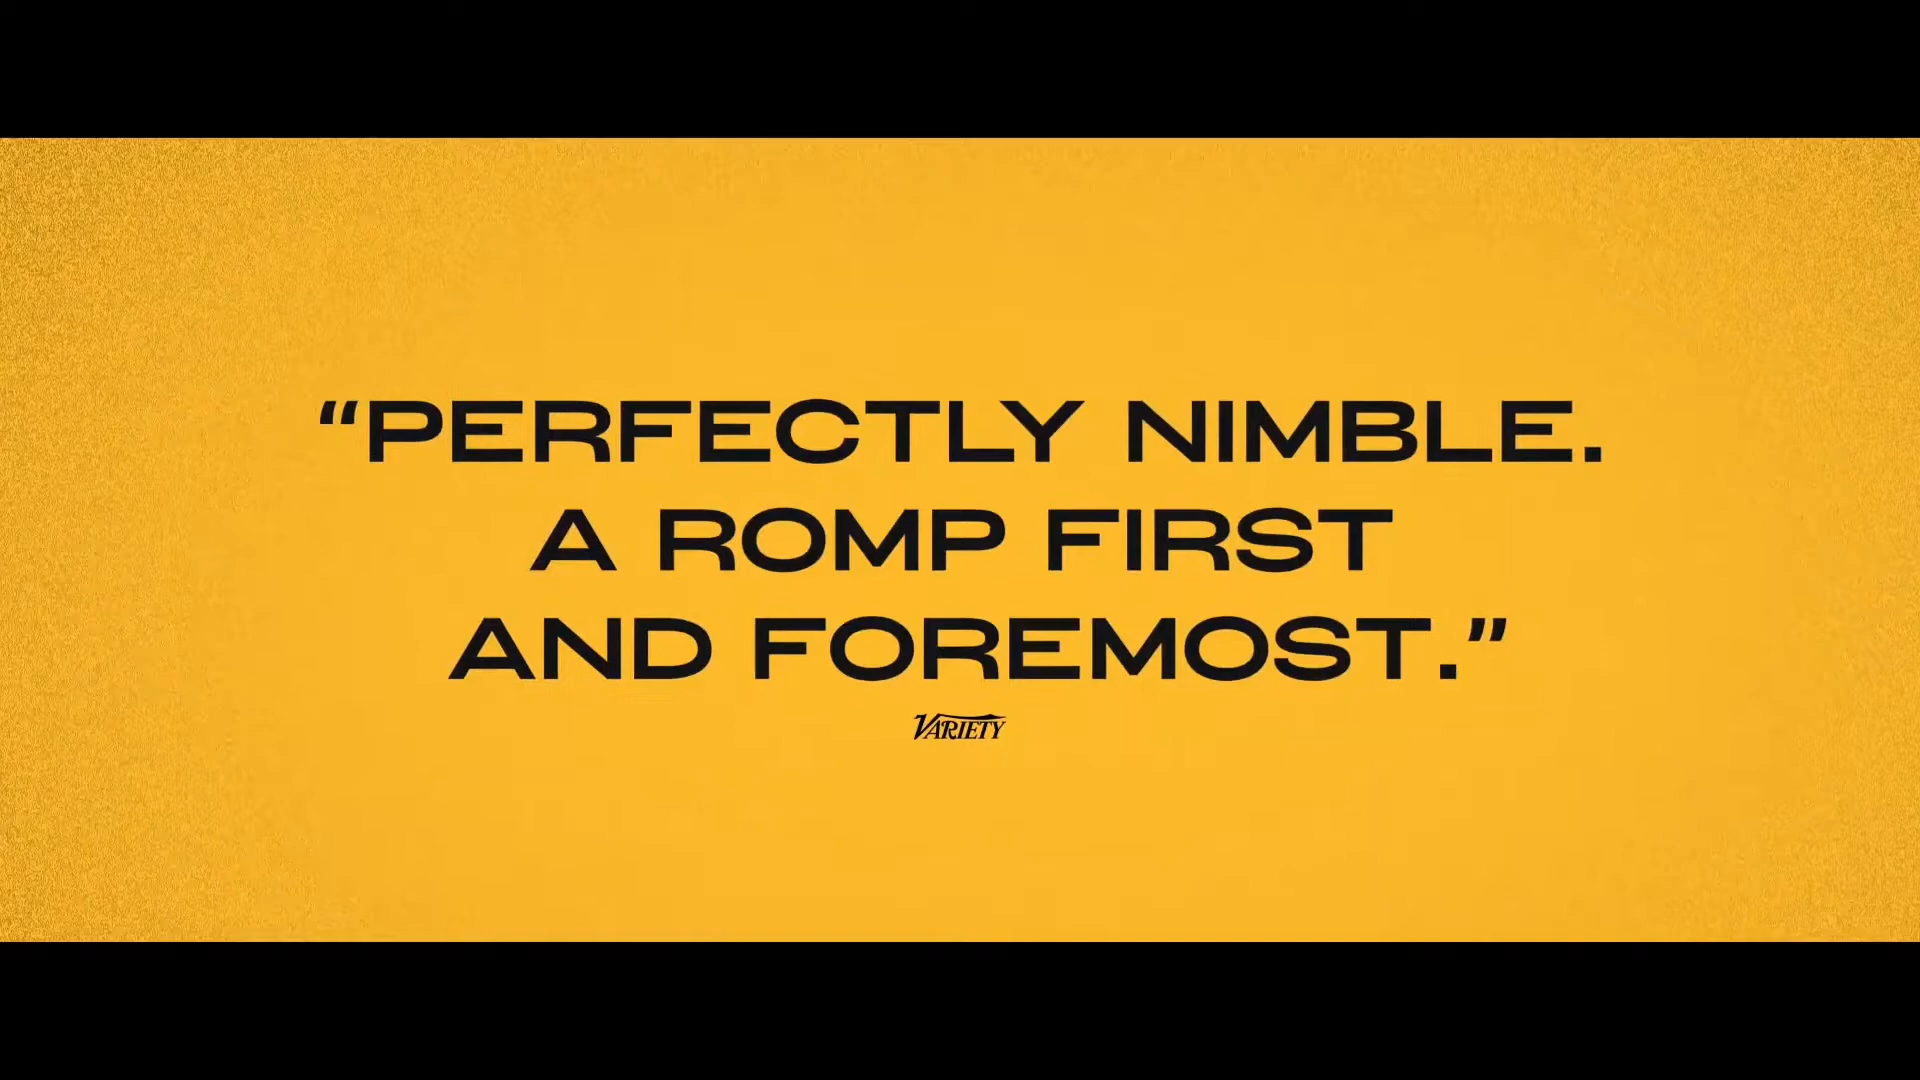 “PERFECTLY NIMBLE.
A ROMP FIRST
AND FOREMOST.”
VARIETY